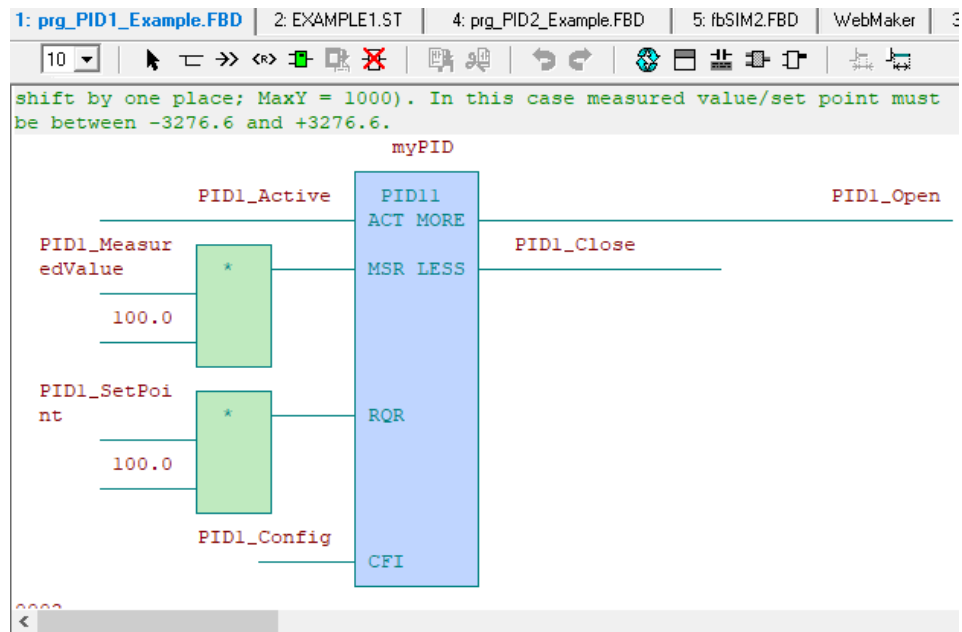 1: prg_PID1_Example.FBD 2: EXAMPLE1.ST 4: prg_PID2_Example.FBD 5: fbSIM2.FBD WebMaker 3
10
shift by one place; MaxY = 1000). In this case measured value/set point must
be between -3276.6 and +3276.6.
myPID
PID1_Active PID11 PID1_Open
ACT MORE
PID1_Measur PID1_Close
edValue * MSR LESS
100.0
PID1_SetPoi
nt * RQR
100.0
PID1_Config
CFI